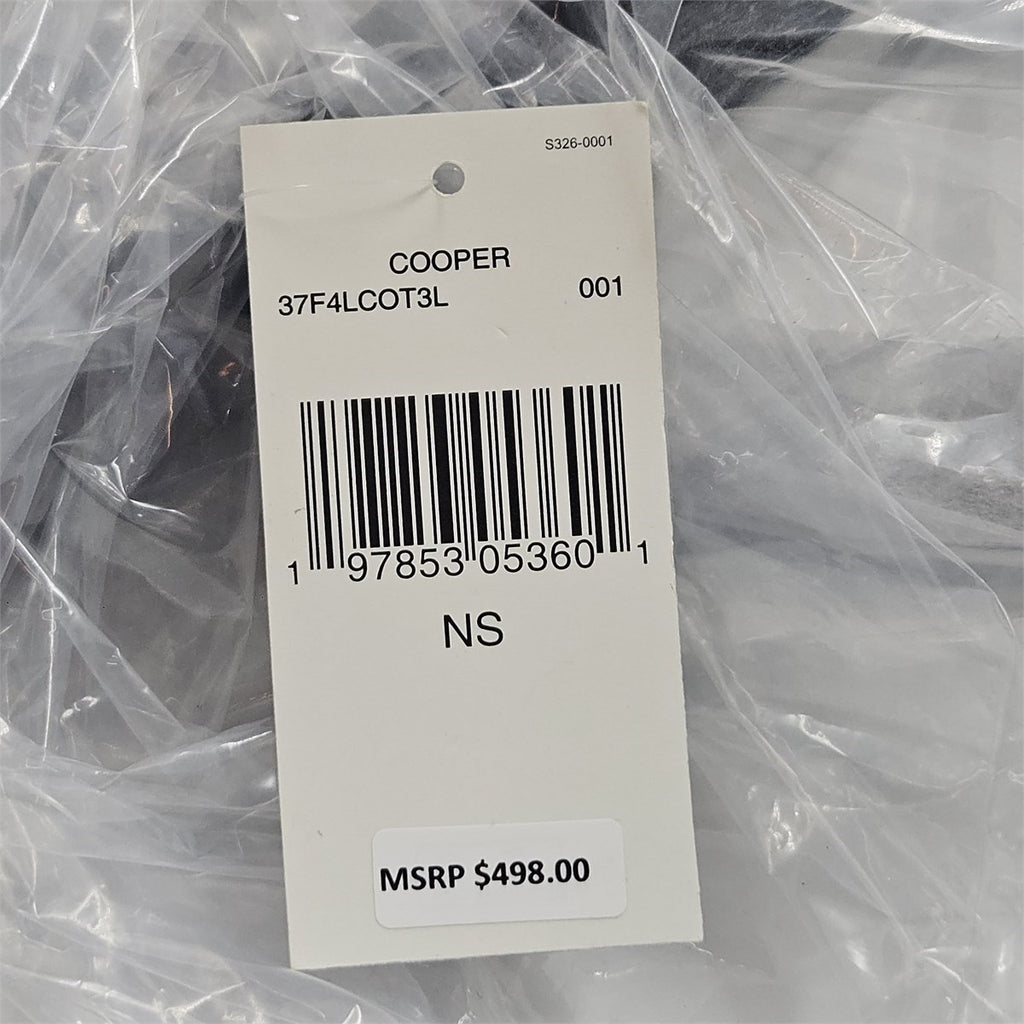 S326-0001
COOPER
37F4LCOT3L 001
1 97853 05360 1
NS
MSRP $498.00